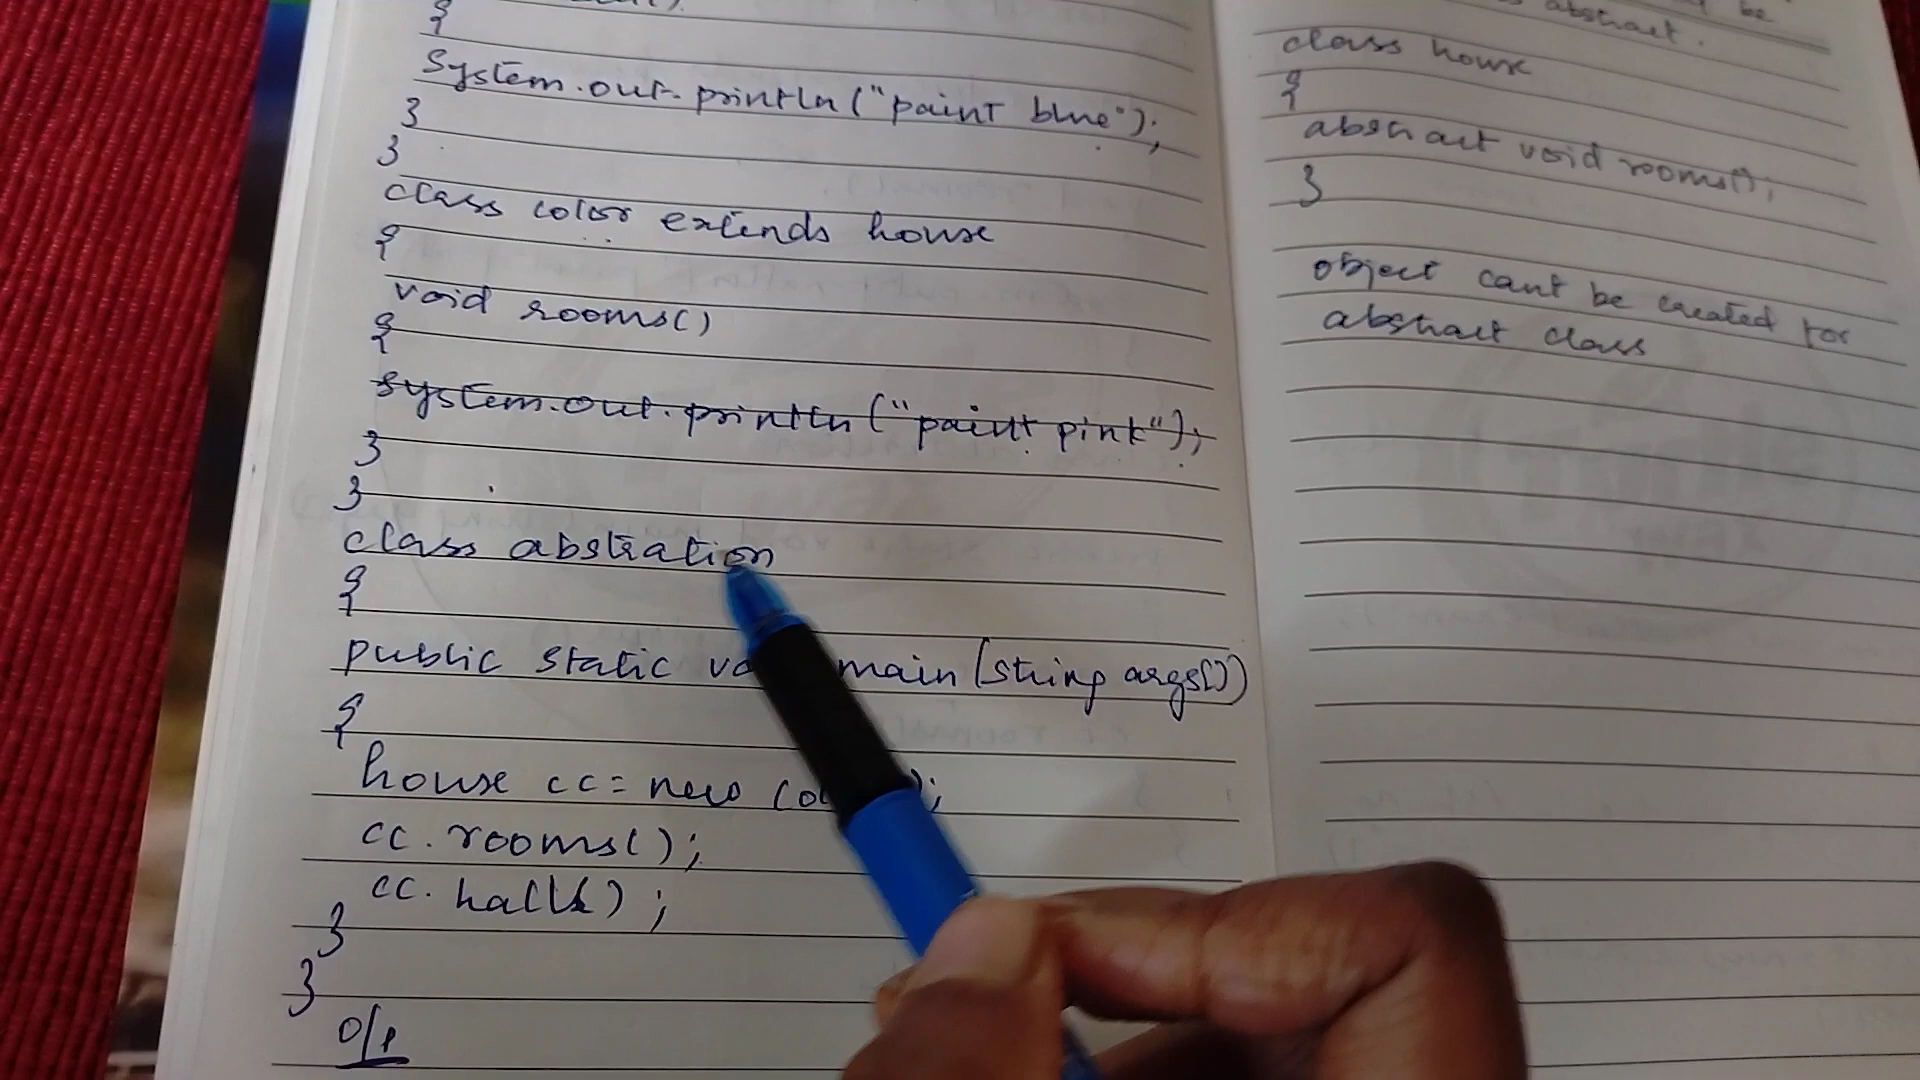 {
System.out.println("paint blue");
}
}
class color extends house
{
void rooms()
{
system.out.println("paint pink");
}
}
class abstration
{
public static main(string args[])
{
house cc=new );
cc.rooms();
cc.hall();
}
}
o/p
be
abstract.
class house
{
abstract void rooms();
}
object cant be created for
abstract class